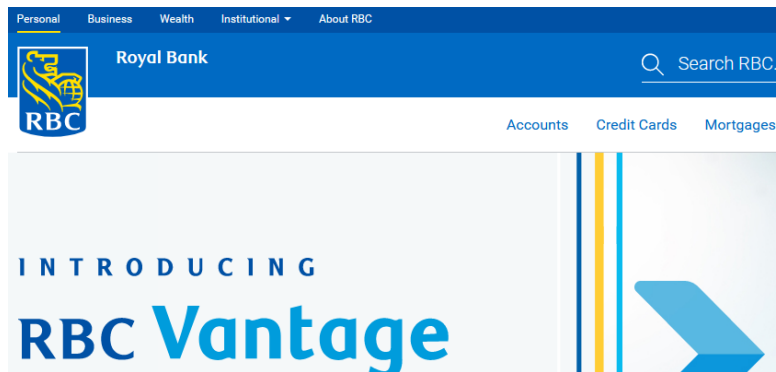 Personal Business Wealth Institutional About RBC
Royal Bank
Search RBC.
RBC
Accounts Credit Cards Mortgages
INTRODUCING
RBC Vantage